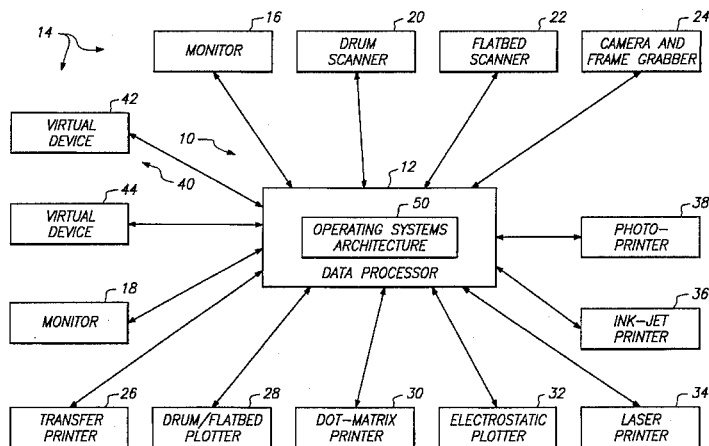 14
16
MONITOR
20
DRUM
SCANNER
22
FLATBED
SCANNER
24
CAMERA AND
FRAME GRABBER
42
VIRTUAL
DEVICE
10
40
12
44
VIRTUAL
DEVICE
50
OPERATING SYSTEMS
ARCHITECTURE
DATA PROCESSOR
38
PHOTO-
PRINTER
18
MONITOR
36
INK-JET
PRINTER
26
TRANSFER
PRINTER
28
DRUM/FLATBED
PLOTTER
30
DOT-MATRIX
PRINTER
32
ELECTROSTATIC
PLOTTER
34
LASER
PRINTER